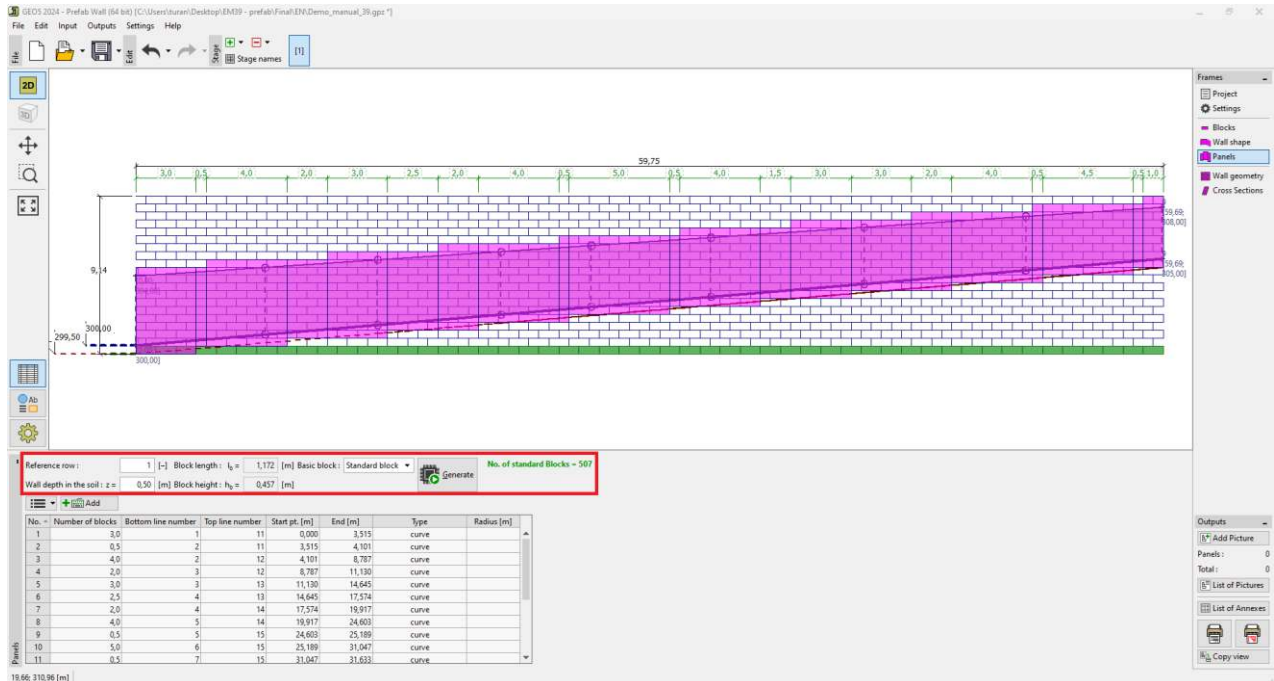 GEO5 2024 - Prefab Wall (64 bit) [C:\Users\turan\Desktop\EM39 - prefab\Final\EN\Demo_manual_39.gpz *]
File Edit Input Outputs Settings Help
File
Edit
Stage
Stage names
[1]
2D
3D
59,75
3,0 0,5 4,0 2,0 3,0 2,5 2,0 4,0 0,5 5,0 0,5 4,0 1,5 3,0 3,0 2,0 4,0 0,5 4,5 0,5 1,0
59,69;
308,00]
9,14
59,69;
305,00]
300,00
299,50
300,00]
Ab
Reference row : 1 [–] Block length : lb = 1,172 [m] Basic block : Standard block Generate No. of standard Blocks = 507
Wall depth in the soil : z = 0,50 [m] Block height : hb = 0,457 [m]
Add
No. Number of blocks Bottom line number Top line number Start pt. [m] End [m] Type Radius [m]
1 3,0 1 11 0,000 3,515 curve
2 0,5 2 11 3,515 4,101 curve
3 4,0 2 12 4,101 8,787 curve
4 2,0 3 12 8,787 11,130 curve
5 3,0 3 13 11,130 14,645 curve
6 2,5 4 13 14,645 17,574 curve
7 2,0 4 14 17,574 19,917 curve
8 4,0 5 14 19,917 24,603 curve
9 0,5 5 15 24,603 25,189 curve
10 5,0 6 15 25,189 31,047 curve
11 0,5 7 15 31,047 31,633 curve
Panels
19,66; 310,96 [m]
Frames
Project
Settings
Blocks
Wall shape
Panels
Wall geometry
Cross Sections
Outputs
Add Picture
Panels : 0
Total : 0
List of Pictures
List of Annexes
Copy view